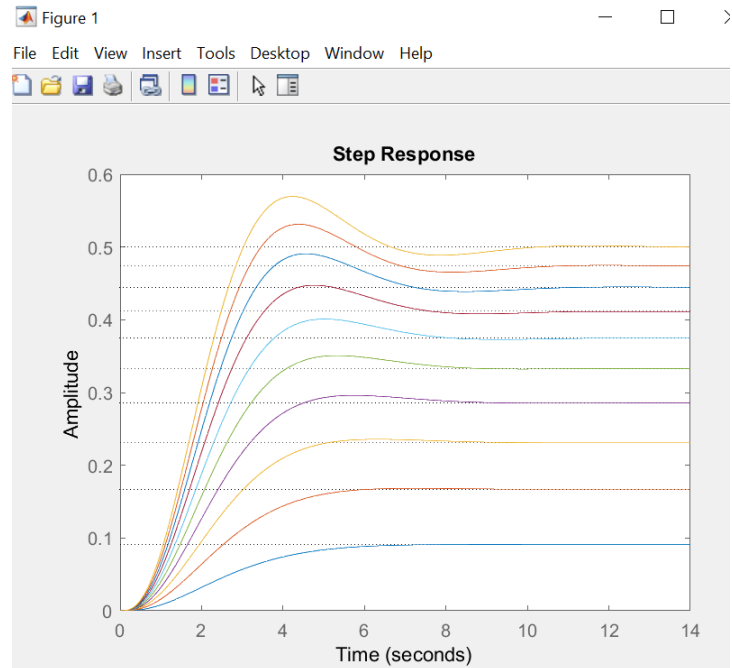 Figure 1
File Edit View Insert Tools Desktop Window Help
Step Response
0.6
0.5
0.4
0.3
0.2
0.1
0
Amplitude
0 2 4 6 8 10 12 14
Time (seconds)